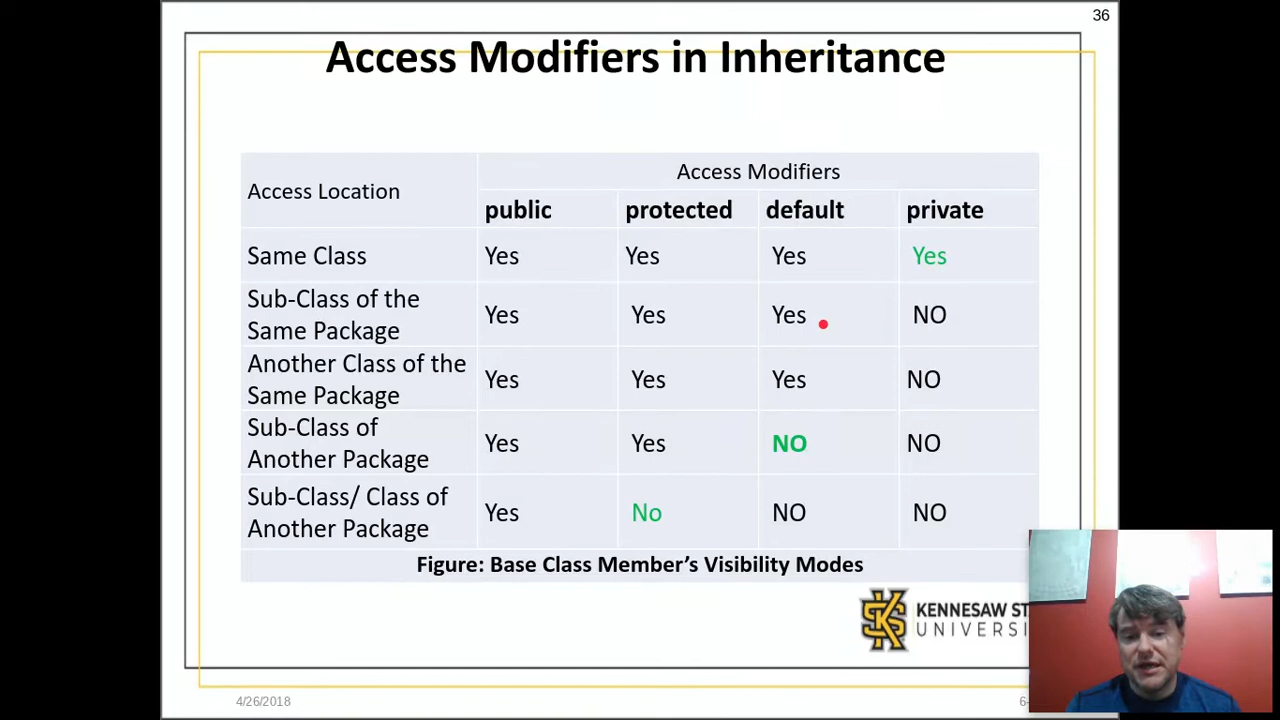 36
Access Modifiers in Inheritance
Access Location
Access Modifiers
public protected default private
Same Class Yes Yes Yes Yes
Sub-Class of the
Same Package Yes Yes Yes NO
Another Class of the
Same Package Yes Yes Yes NO
Sub-Class of
Another Package Yes Yes NO NO
Sub-Class/ Class of
Another Package Yes No NO NO
Figure: Base Class Member's Visibility Modes
KENNESAW ST
UNIVERSI
4/26/2018
6-